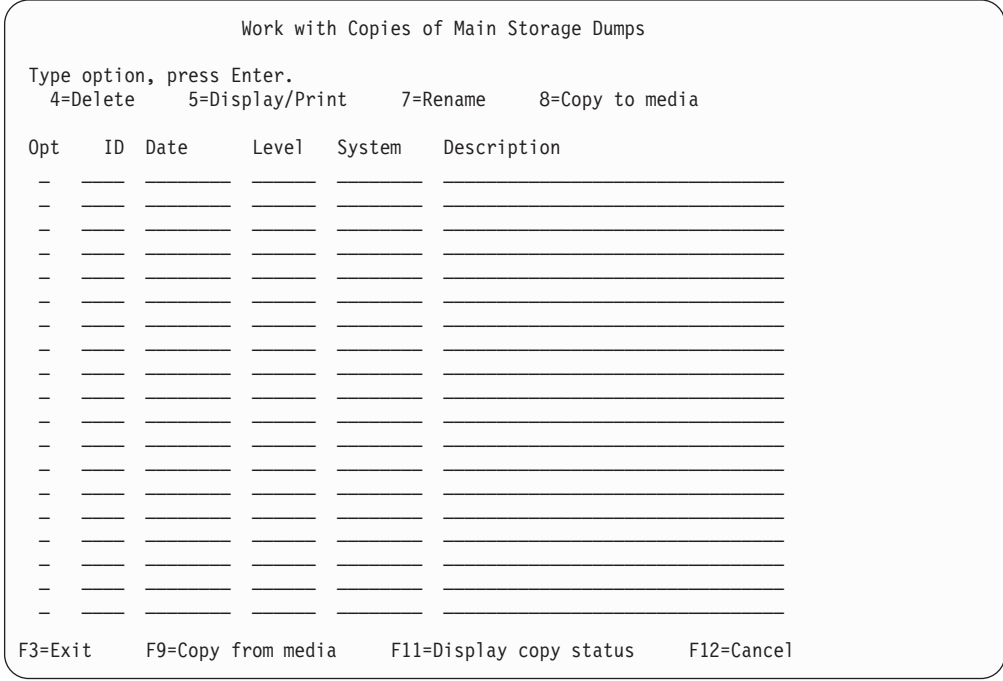 Work with Copies of Main Storage Dumps
Type option, press Enter.
4=Delete 5=Display/Print 7=Rename 8=Copy to media
Opt ID Date Level System Description
F3=Exit F9=Copy from media F11=Display copy status F12=Cancel